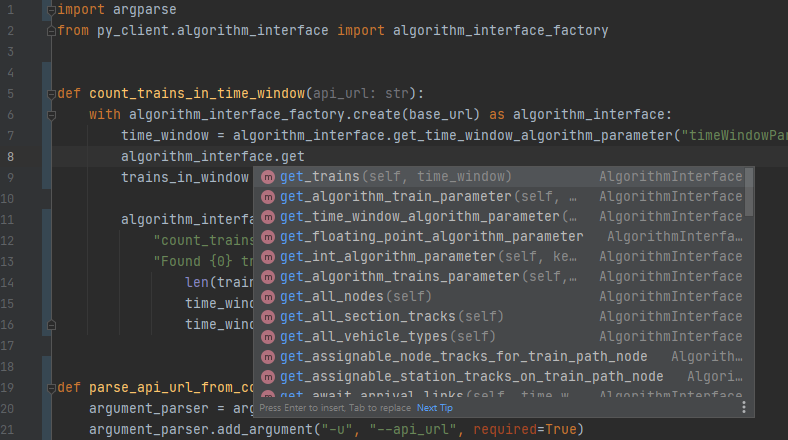 1 import argparse
2 from py_client.algorithm_interface import algorithm_interface_factory
3
4
5 def count_trains_in_time_window(api_url: str):
6 with algorithm_interface_factory.create(base_url) as algorithm_interface:
7 time_window = algorithm_interface.get_time_window_algorithm_parameter("timeWindowPar
8 algorithm_interface.get
9 trains_in_window
get_trains(self, time_window) AlgorithmInterface
10
get_algorithm_train_parameter(self, … AlgorithmInterface
11 algorithm_interfa
get_time_window_algorithm_parameter(… AlgorithmInterface
12 "count_trains
get_floating_point_algorithm_parameter AlgorithmInterfa…
13 "Found {0} tr
get_int_algorithm_parameter(self, ke… AlgorithmInterface
14 len(train
get_algorithm_trains_parameter(self,… AlgorithmInterface
15 time_wind
get_all_nodes(self) AlgorithmInterface
16 time_wind
get_all_section_tracks(self) AlgorithmInterface
17
get_all_vehicle_types(self) AlgorithmInterface
18
get_assignable_node_tracks_for_train_path_node Algorith…
19 def parse_api_url_from_co
get_assignable_station_tracks_on_train_path_node Algori…
get_await_arrival_links(self, time_w… AlgorithmInterface
20 argument_parser = arg
Press Enter to insert, Tab to replace Next Tip
21 argument_parser.add_argument("-u", "--api_url", required=True)